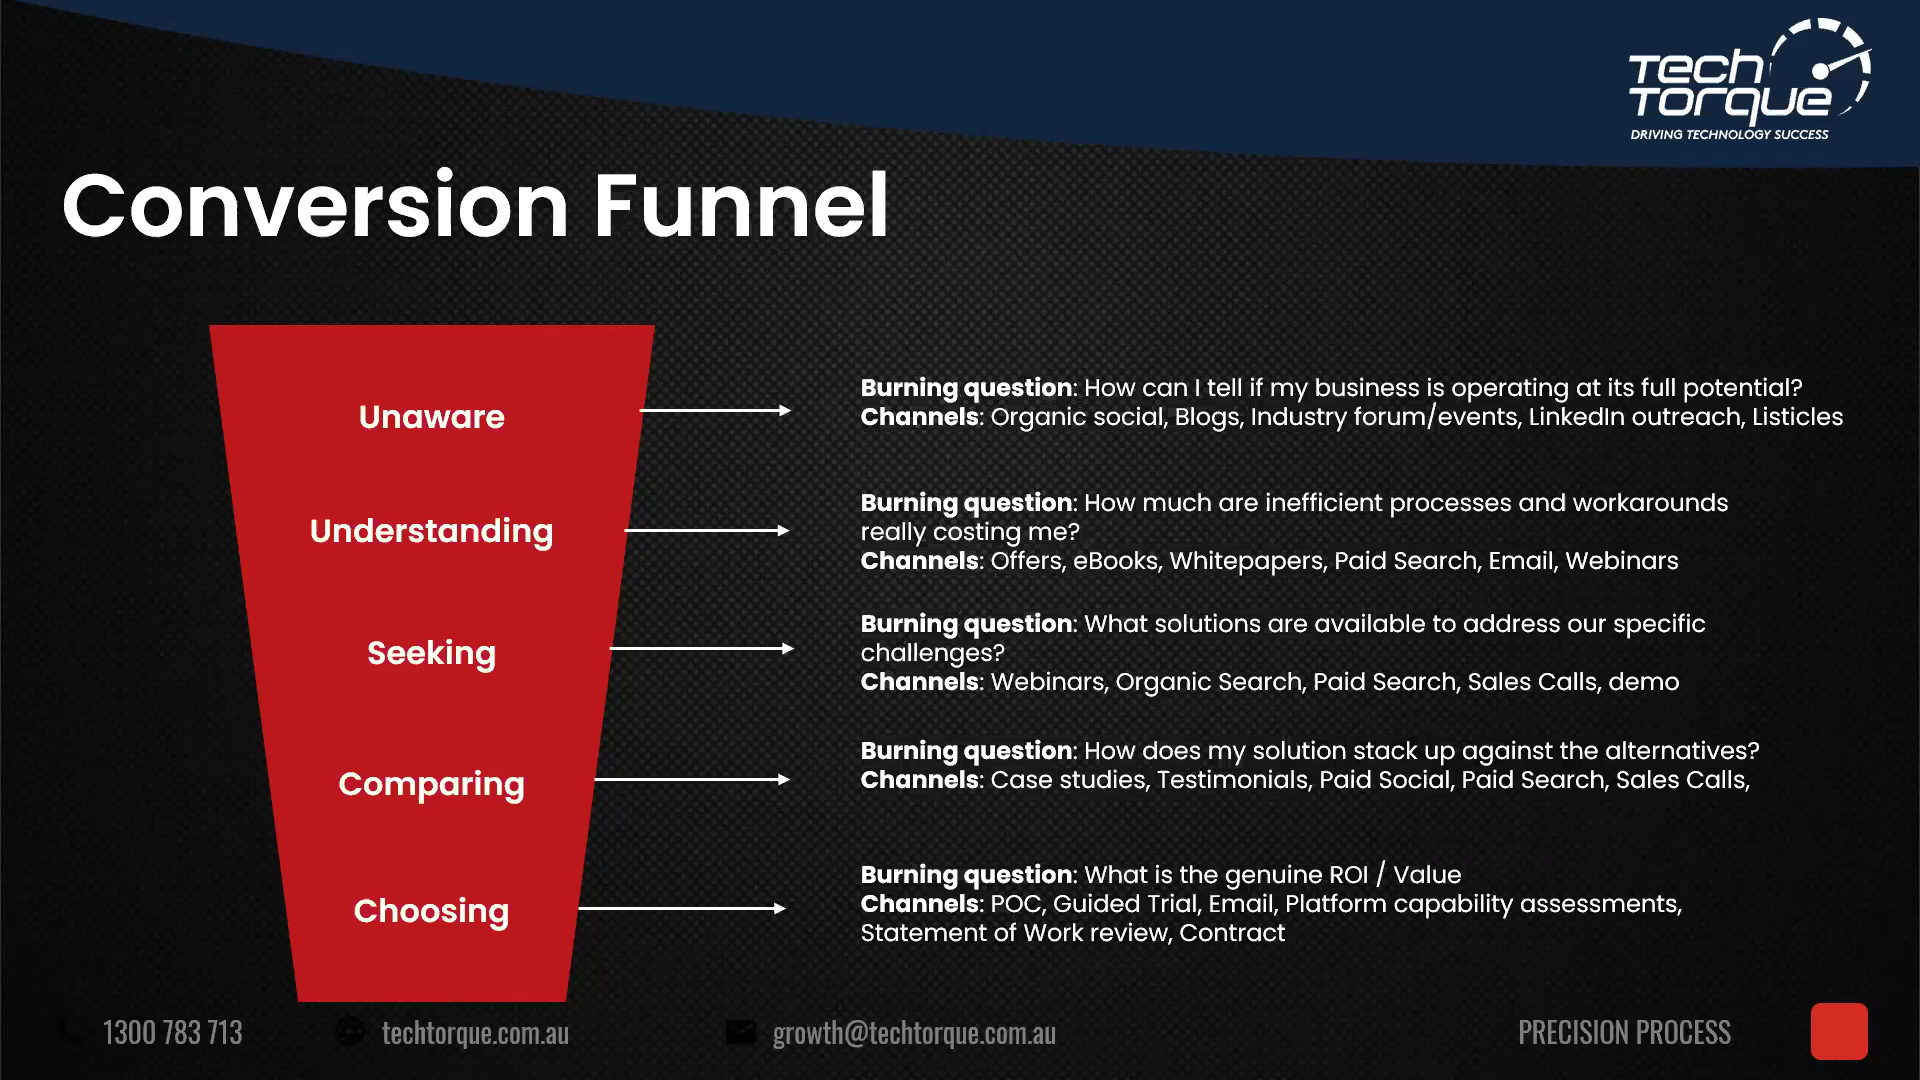 Tech
Torque
DRIVING TECHNOLOGY SUCCESS
Conversion Funnel
Unaware
Burning question: How can I tell if my business is operating at its full potential?
Channels: Organic social, Blogs, Industry forum/events, LinkedIn outreach, Listicles
Understanding
Burning question: How much are inefficient processes and workarounds
really costing me?
Channels: Offers, eBooks, Whitepapers, Paid Search, Email, Webinars
Seeking
Burning question: What solutions are available to address our specific
challenges?
Channels: Webinars, Organic Search, Paid Search, Sales Calls, demo
Comparing
Burning question: How does my solution stack up against the alternatives?
Channels: Case studies, Testimonials, Paid Social, Paid Search, Sales Calls,
Choosing
Burning question: What is the genuine ROI / Value
Channels: POC, Guided Trial, Email, Platform capability assessments,
Statement of Work review, Contract
1300 783 713
techtorque.com.au
growth@techtorque.com.au
PRECISION PROCESS